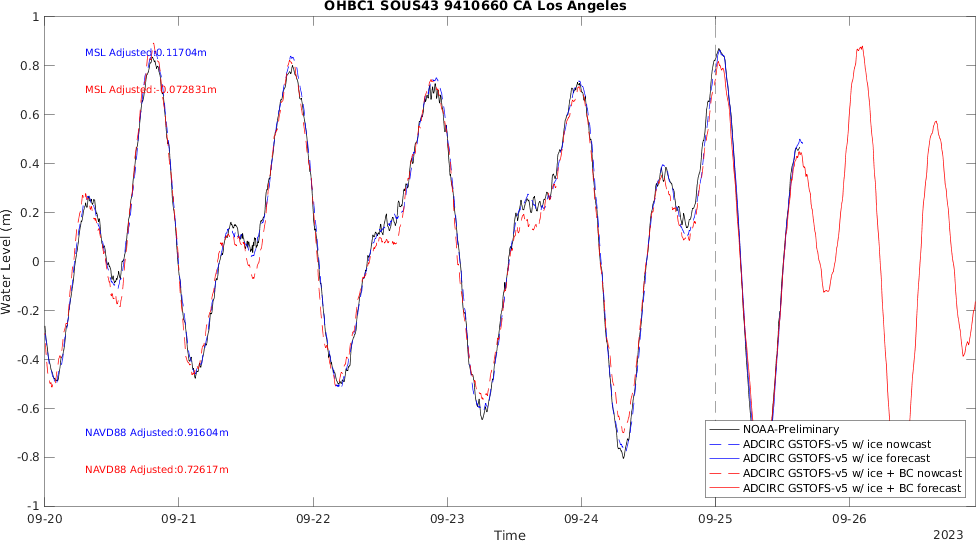 OHBC1 SOUS43 9410660 CA Los Angeles
1
0.8
0.6
0.4
0.2
0
-0.2
-0.4
-0.6
-0.8
-1
Water Level (m)
MSL Adjusted:0.11704m
MSL Adjusted:-0.072831m
NAVD88 Adjusted:0.91604m
NAVD88 Adjusted:0.72617m
NOAA-Preliminary
ADCIRC GSTOFS-v5 w/ ice nowcast
ADCIRC GSTOFS-v5 w/ ice forecast
ADCIRC GSTOFS-v5 w/ ice + BC nowcast
ADCIRC GSTOFS-v5 w/ ice + BC forecast
09-20 09-21 09-22 09-23 09-24 09-25 09-26
Time
2023